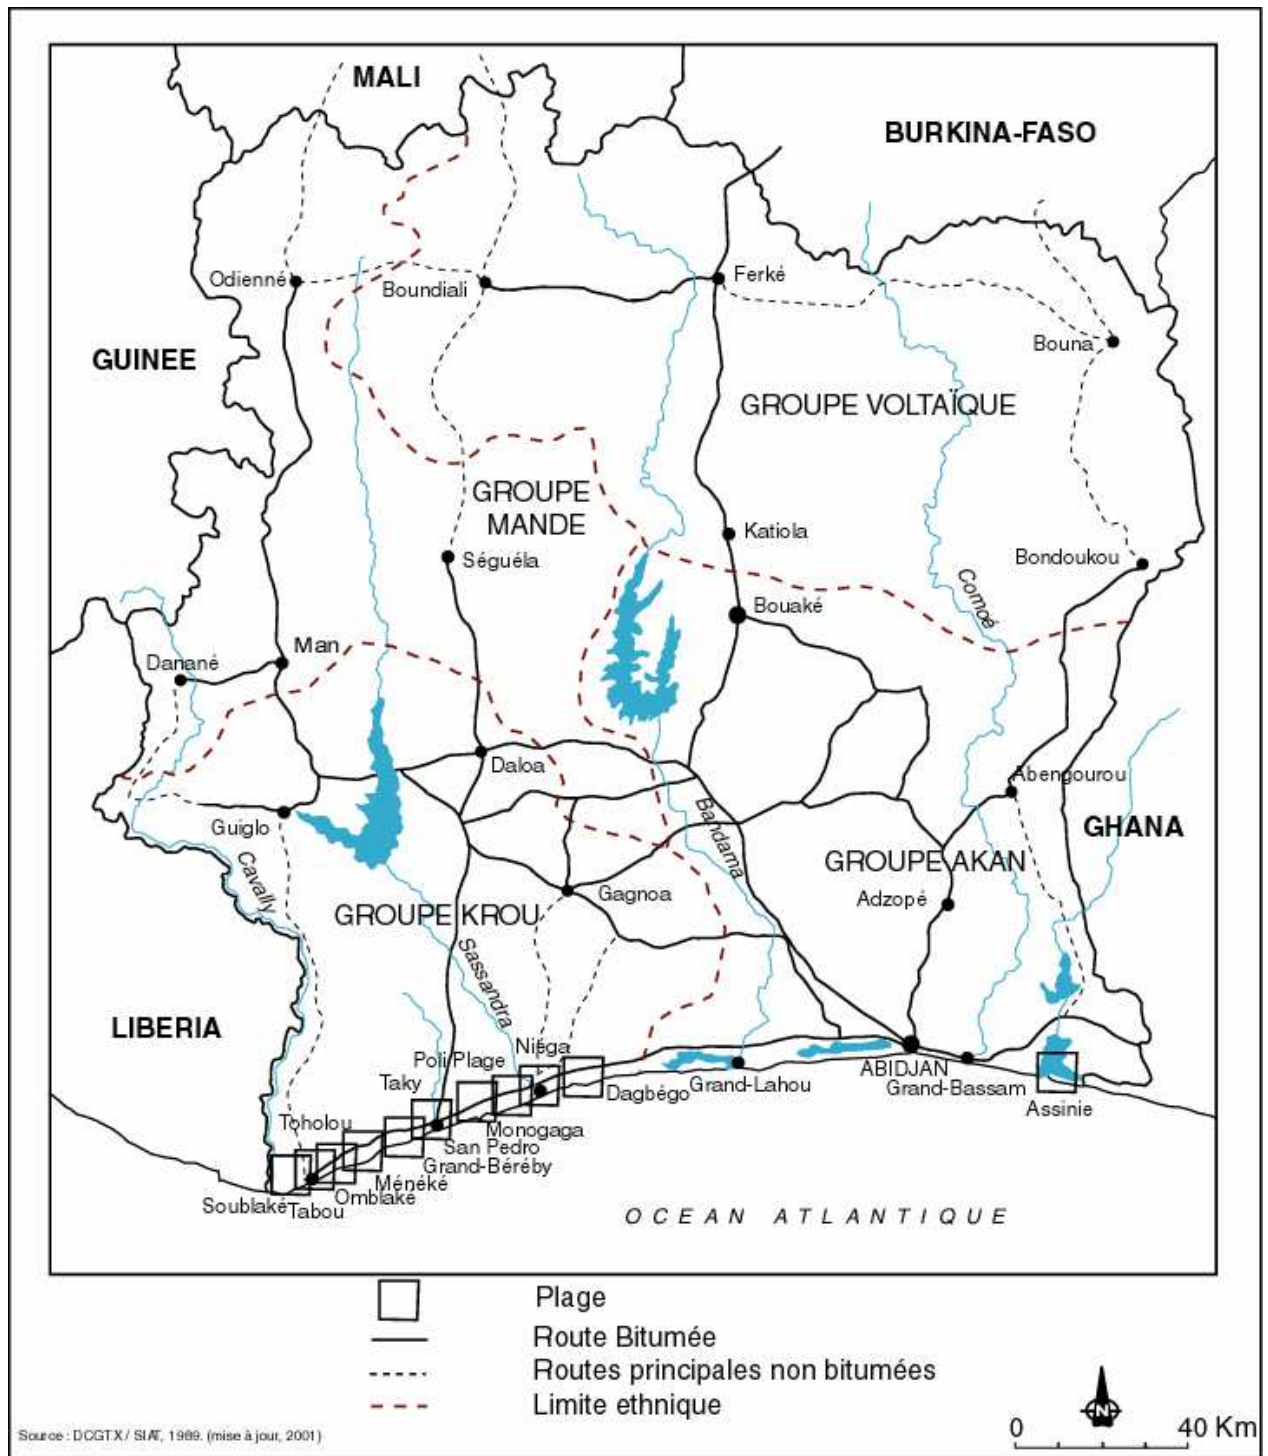 MALI
BURKINA-FASO
Odienné
Boundiali
Ferké
Bouna
GUINEE
GROUPE VOLTAÏQUE
GROUPE
MANDE
Katiola
Séguéla
Bondoukou
Comoé
Bouaké
Man
Danané
Daloa
Abengourou
Guiglo
Bandama
GHANA
Cavally
GROUPE AKAN
Gagnoa
Adzopé
GROUPE KROU
Sassandra
LIBERIA
Niéga
Poli Plage
Taky
ABIDJAN
Grand-Bassam
Grand-Lahou
Dagbégo
Assinie
Toholou
Monogaga
San Pedro
Grand-Béréby
Ménéké
Omblaké
Soublaké
Tabou
OCEAN ATLANTIQUE
Plage
Route Bitumée
Routes principales non bitumées
Limite ethnique
N
0 40 Km
Source : DCGTX / SIAT, 1989. (mise à jour, 2001)